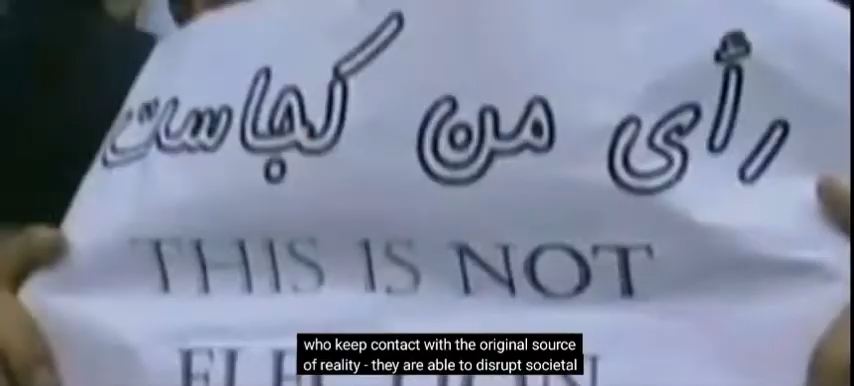 رأی من کجاست
THIS IS NOT
ELECTION
who keep contact with the original source
of reality - they are able to disrupt societal